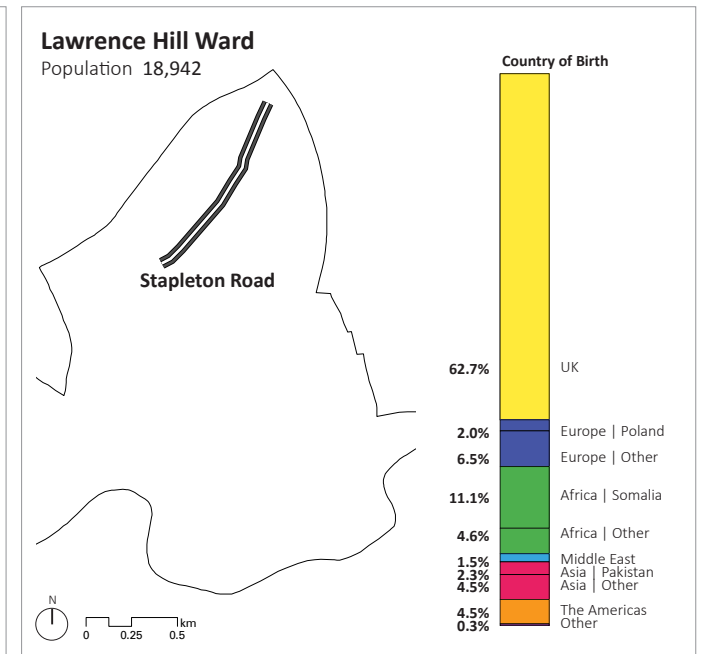 Lawrence Hill Ward
Population 18,942
Country of Birth
Stapleton Road
62.7% UK
2.0% Europe | Poland
6.5% Europe | Other
11.1% Africa | Somalia
4.6% Africa | Other
1.5% Middle East
2.3% Asia | Pakistan
4.5% Asia | Other
4.5% The Americas
0.3% Other
N
km
0 0.25 0.5